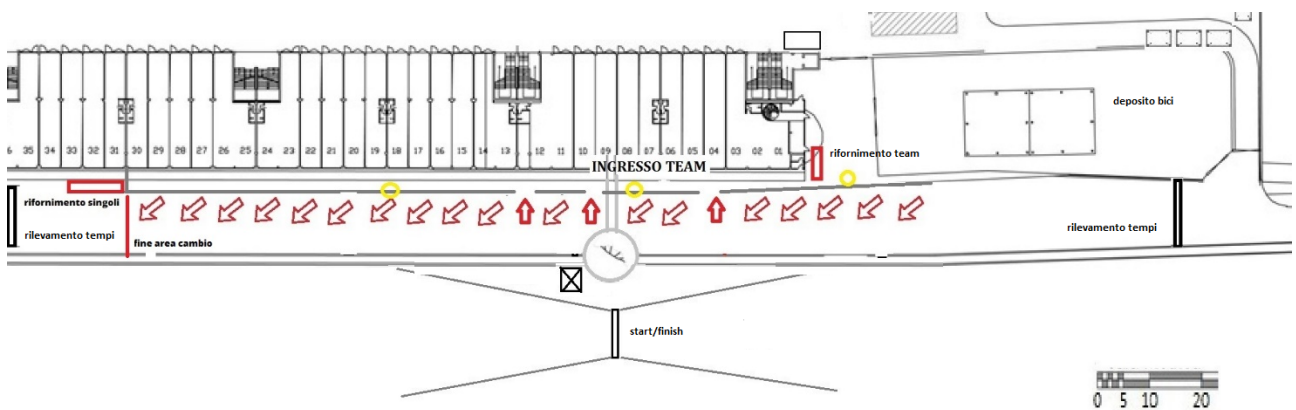 deposito bici
35 34 33 32 31 30 29 28 27 26 25 24 23 22 21 20 19 18 17 16 15 14 13 12 11 10 09 08 07 06 05 04 03 02 01
rifornimento team
INGRESSO TEAM
rifornimento singoli
rilevamento tempi
fine area cambio
rilevamento tempi
start/finish
0 5 10 20